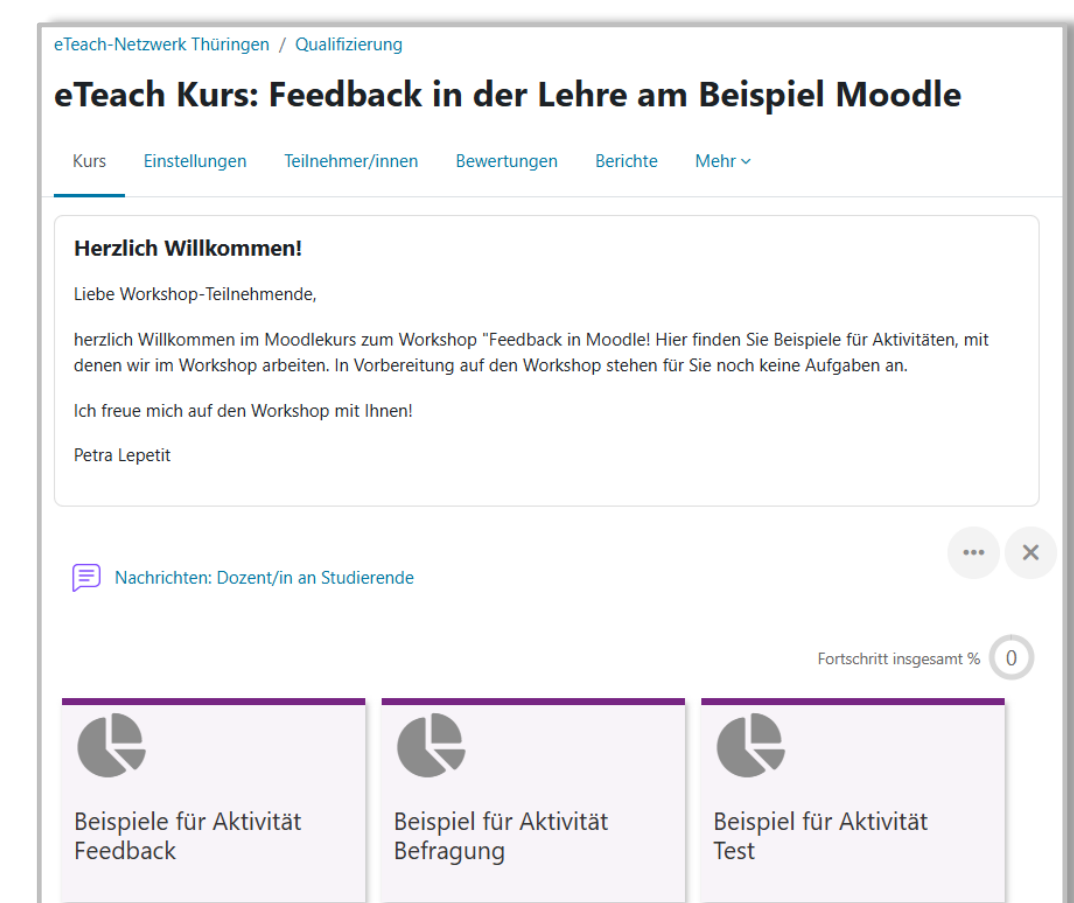 eTeach-Netzwerk Thüringen / Qualifizierung
eTeach Kurs: Feedback in der Lehre am Beispiel Moodle
Kurs Einstellungen Teilnehmer/innen Bewertungen Berichte Mehr
Herzlich Willkommen!
Liebe Workshop-Teilnehmende,
herzlich Willkommen im Moodlekurs zum Workshop "Feedback in Moodle! Hier finden Sie Beispiele für Aktivitäten, mit
denen wir im Workshop arbeiten. In Vorbereitung auf den Workshop stehen für Sie noch keine Aufgaben an.
Ich freue mich auf den Workshop mit Ihnen!
Petra Lepetit
Nachrichten: Dozent/in an Studierende
Fortschritt insgesamt % 0
Beispiele für Aktivität
Feedback
Beispiel für Aktivität
Befragung
Beispiel für Aktivität
Test